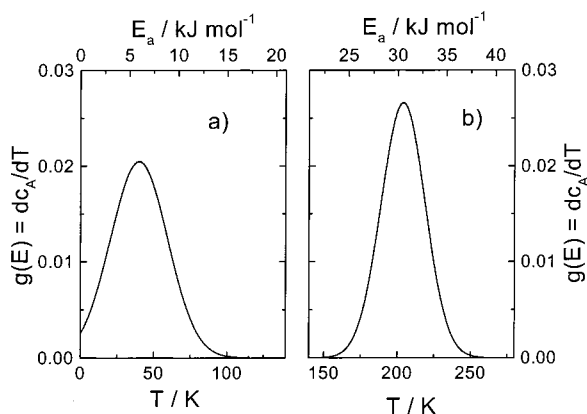 E_a / kJ mol⁻¹
E_a / kJ mol⁻¹
0 5 10 15 20
25 30 35 40
0.03
0.03
a)
b)
0.02
0.02
0.01
0.01
0.00
0.00
g(E) = dc_A/dT
g(E) = dc_A/dT
0 50 100
150 200 250
T / K
T / K